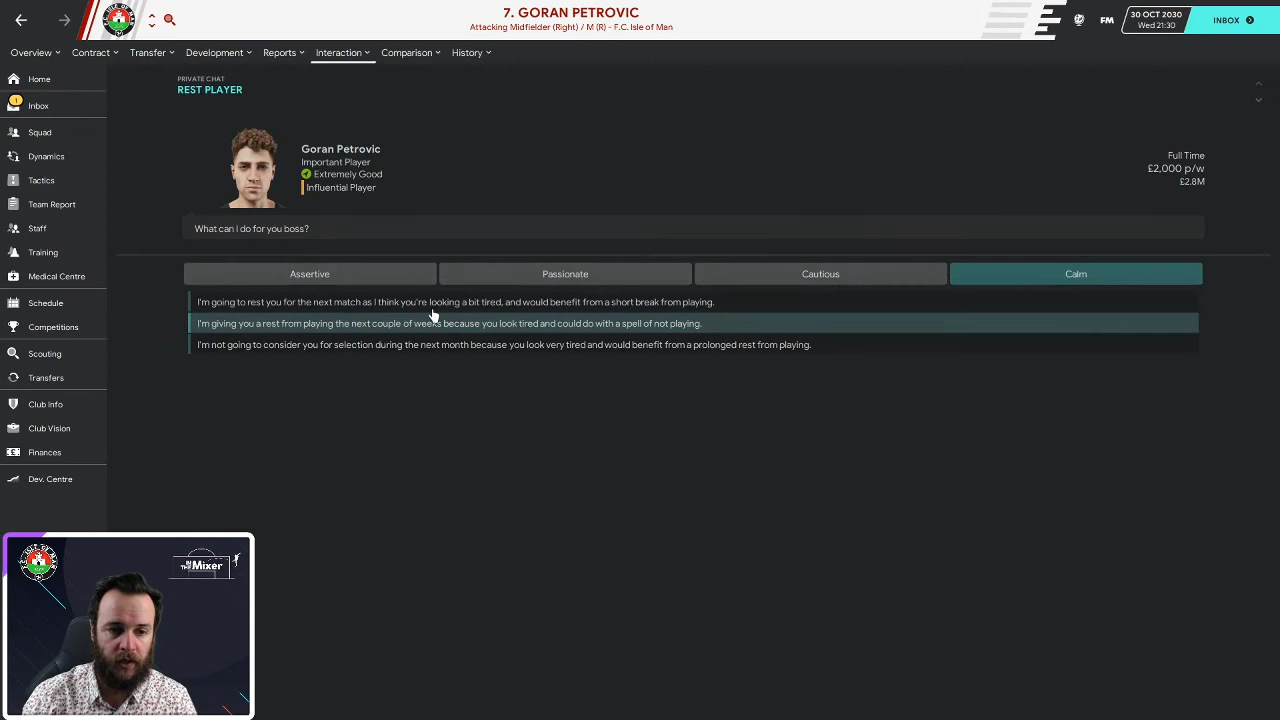 7. GORAN PETROVIC
Attacking Midfielder (Right) / M (R) - F.C. Isle of Man
FM
30 OCT 2030
Wed 21:30
INBOX
Overview
Contract
Transfer
Development
Reports
Interaction
Comparison
History
Home
1
Inbox
Squad
Dynamics
Tactics
Team Report
Staff
Training
Medical Centre
Schedule
Competitions
Scouting
Transfers
Club Info
Club Vision
Finances
Dev. Centre
PRIVATE CHAT
REST PLAYER
Goran Petrovic
Important Player
Extremely Good
Influential Player
Full Time
£2,000 p/w
£2.8M
What can I do for you boss?
Assertive
Passionate
Cautious
Calm
I'm going to rest you for the next match as I think you're looking a bit tired, and would benefit from a short break from playing.
I'm giving you a rest from playing the next couple of weeks because you look tired and could do with a spell of not playing.
I'm not going to consider you for selection during the next month because you look very tired and would benefit from a prolonged rest from playing.
IN
THE Mixer